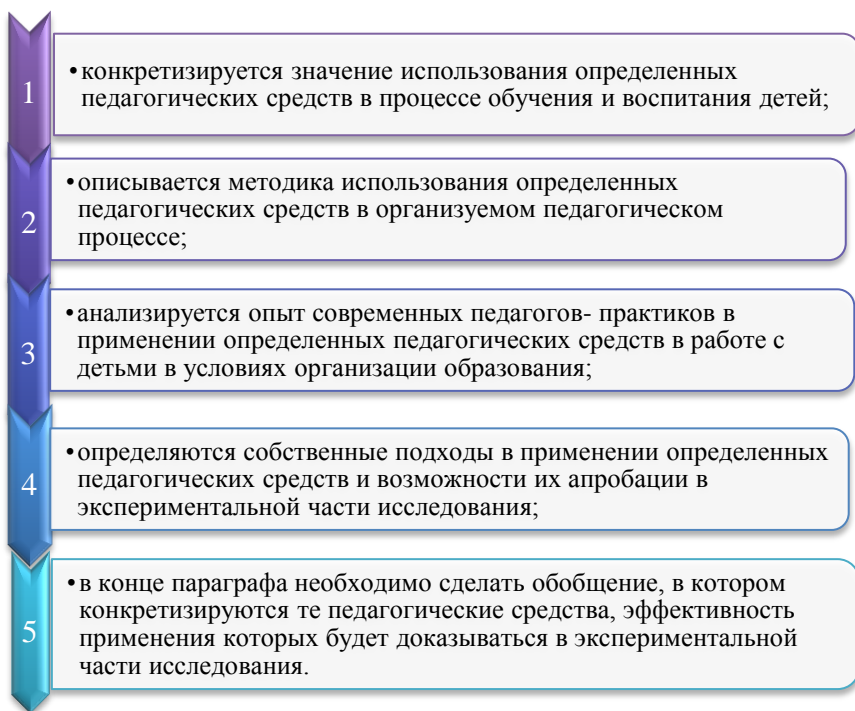 1
•конкретизируется значение использования определенных
педагогических средств в процессе обучения и воспитания детей;
2
•описывается методика использования определенных
педагогических средств в организуемом педагогическом
процессе;
3
•анализируется опыт современных педагогов- практиков в
применении определенных педагогических средств в работе с
детьми в условиях организации образования;
4
•определяются собственные подходы в применении определенных
педагогических средств и возможности их апробации в
экспериментальной части исследования;
5
•в конце параграфа необходимо сделать обобщение, в котором
конкретизируются те педагогические средства, эффективность
применения которых будет доказываться в экспериментальной
части исследования.